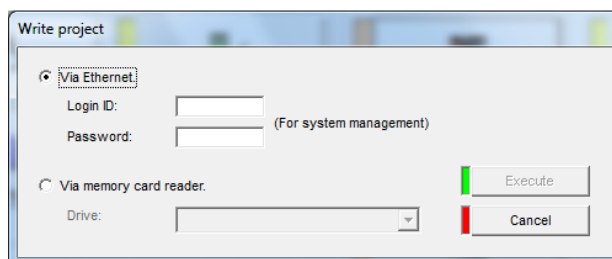 Write project
Via Ethernet.
Login ID:
(For system management)
Password:
Via memory card reader.
Execute
Drive:
Cancel